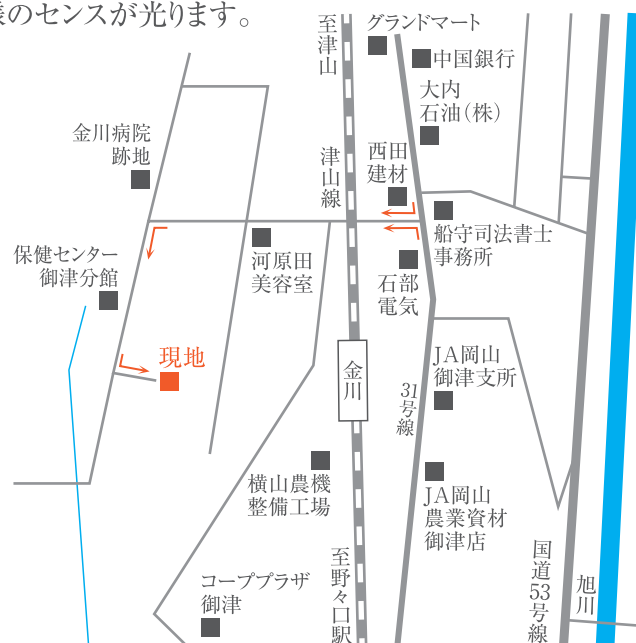 のセンスが光ります。
至津山
グランドマート
中国銀行
大内
石油(株)
金川病院
跡地
津山線
西田
建材
保健センター
御津分館
河原田
美容室
船守司法書士
事務所
石部
電気
現地
金川
31号線
JA岡山
御津支所
横山農機
整備工場
JA岡山
農業資材
御津店
至野々口駅
コーププラザ
御津
国道53号線
旭川